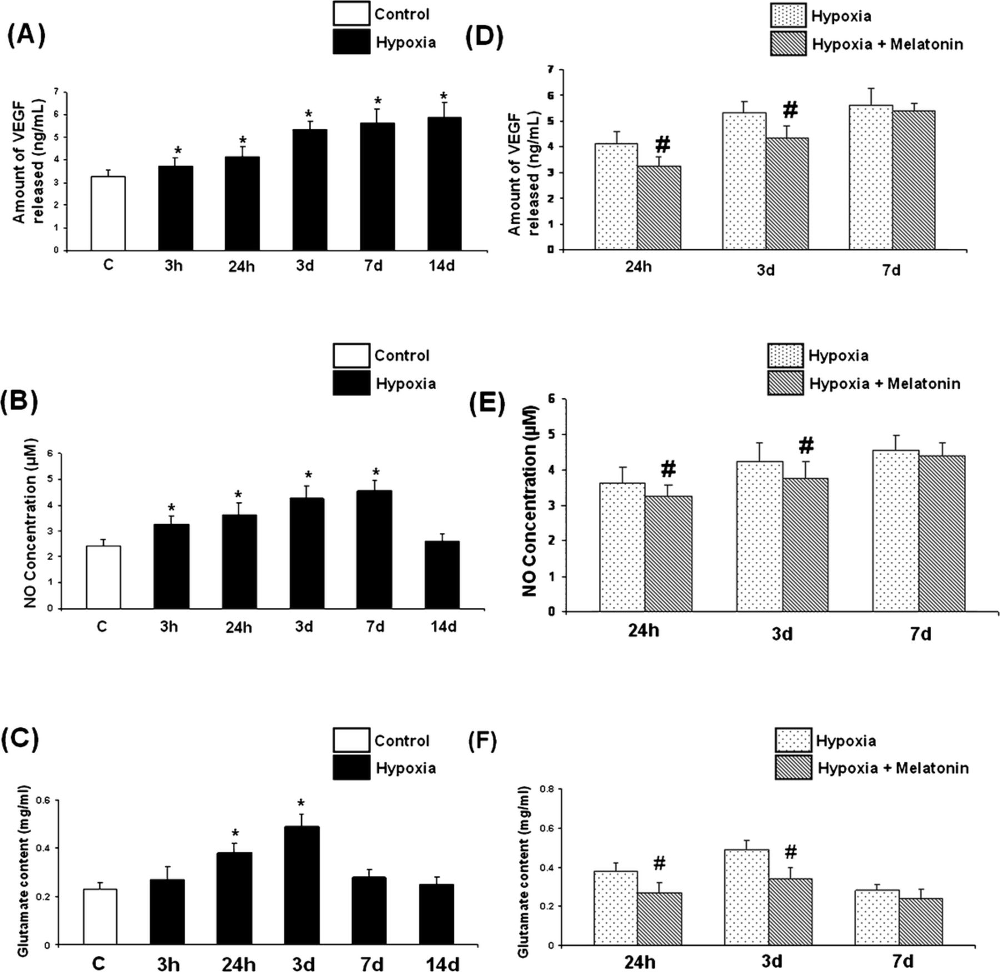 (A)
Control
Hypoxia
Amount of VEGF
released (ng/mL)
7
6
5
4
3
2
1
0
*
*
*
*
*
C 3h 24h 3d 7d 14d
(D)
Hypoxia
Hypoxia + Melatonin
Amount of VEGF
released (ng/mL)
7
6
5
4
3
2
1
0
#
#
24h 3d 7d
(B)
Control
Hypoxia
NO Concentration (µM)
6
5
4
3
2
1
0
*
*
*
*
C 3h 24h 3d 7d 14d
(E)
Hypoxia
Hypoxia + Melatonin
NO Concentration (µM)
6
5
4
3
2
1
0
#
#
24h 3d 7d
(C)
Control
Hypoxia
Glutamate content (mg/ml)
0.6
0.4
0.2
0
*
*
C 3h 24h 3d 7d 14d
(F)
Hypoxia
Hypoxia + Melatonin
Glutamate content (mg/ml)
0.8
0.6
0.4
0.2
0
#
#
24h 3d 7d